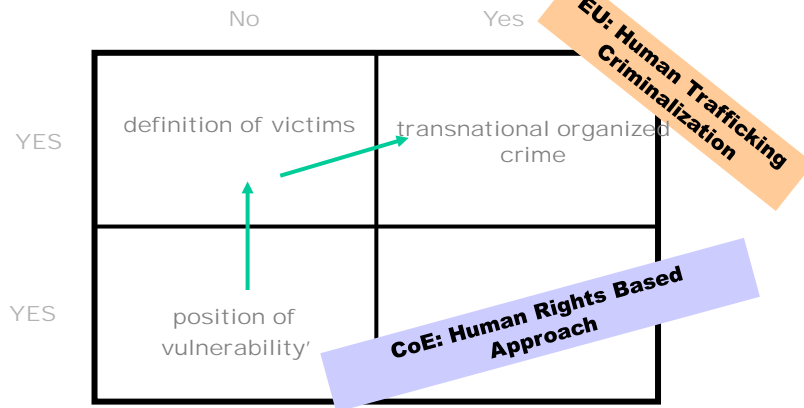 No
Yes
EU: Human Trafficking
Criminalization
YES
definition of victims
transnational organized
crime
YES
position of
vulnerability’
CoE: Human Rights Based
Approach